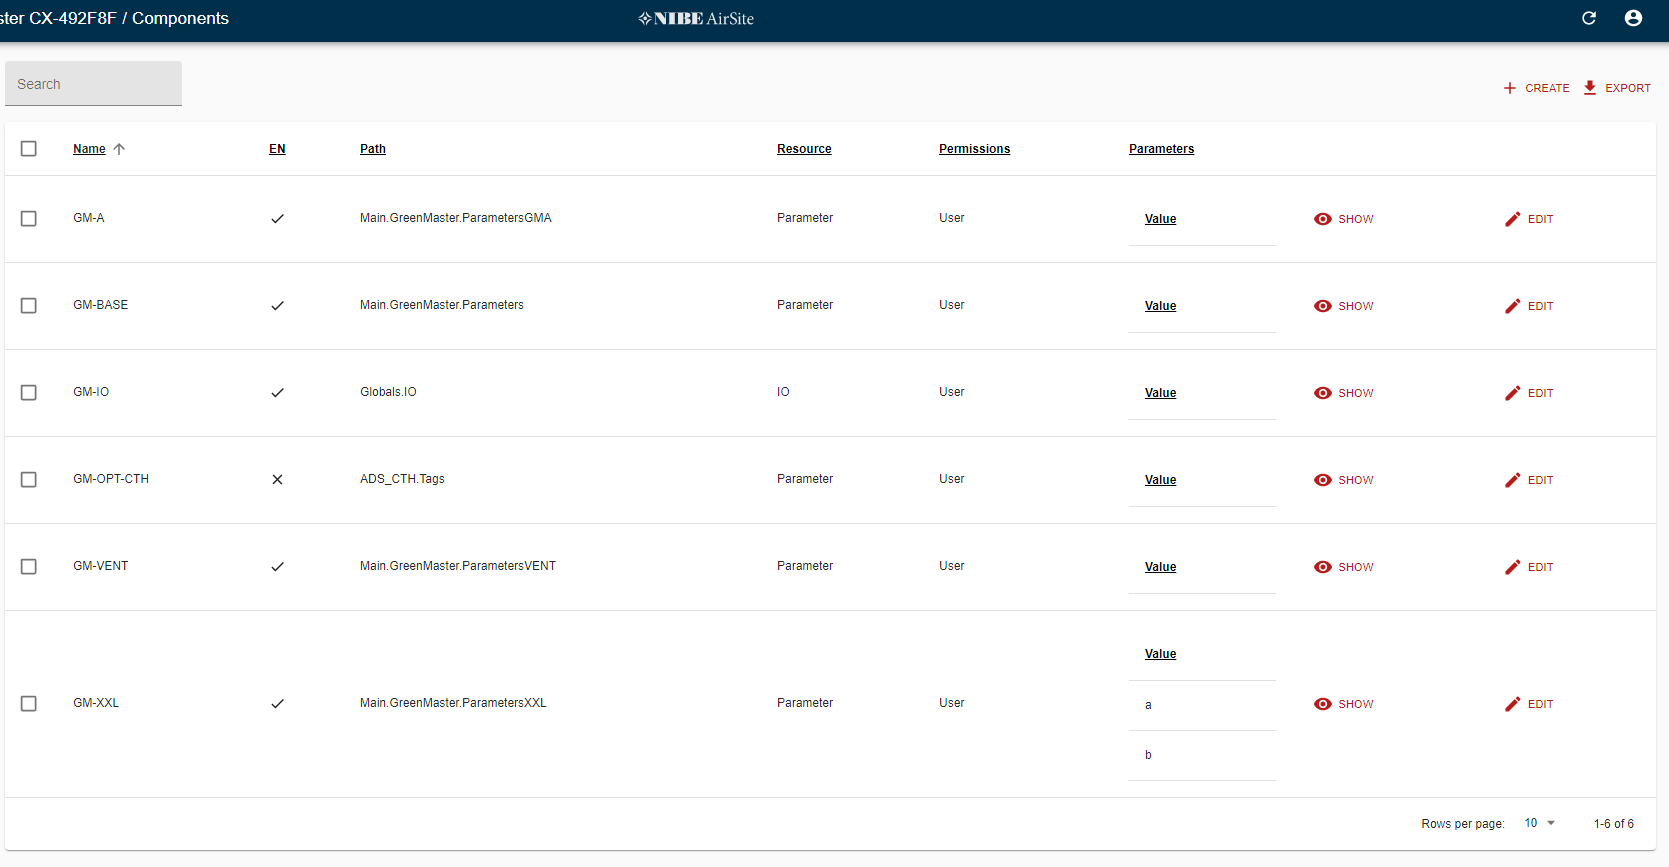 ster CX-492F8F / Components
NIBE AirSite
Search
CREATE EXPORT
Name EN Path Resource Permissions Parameters
GM-A Main.GreenMaster.ParametersGMA Parameter User Value SHOW EDIT
GM-BASE Main.GreenMaster.Parameters Parameter User Value SHOW EDIT
GM-IO Globals.IO IO User Value SHOW EDIT
GM-OPT-CTH ADS_CTH.Tags Parameter User Value SHOW EDIT
GM-VENT Main.GreenMaster.ParametersVENT Parameter User Value SHOW EDIT
Value
GM-XXL Main.GreenMaster.ParametersXXL Parameter User a SHOW EDIT
b
Rows per page: 10 1-6 of 6